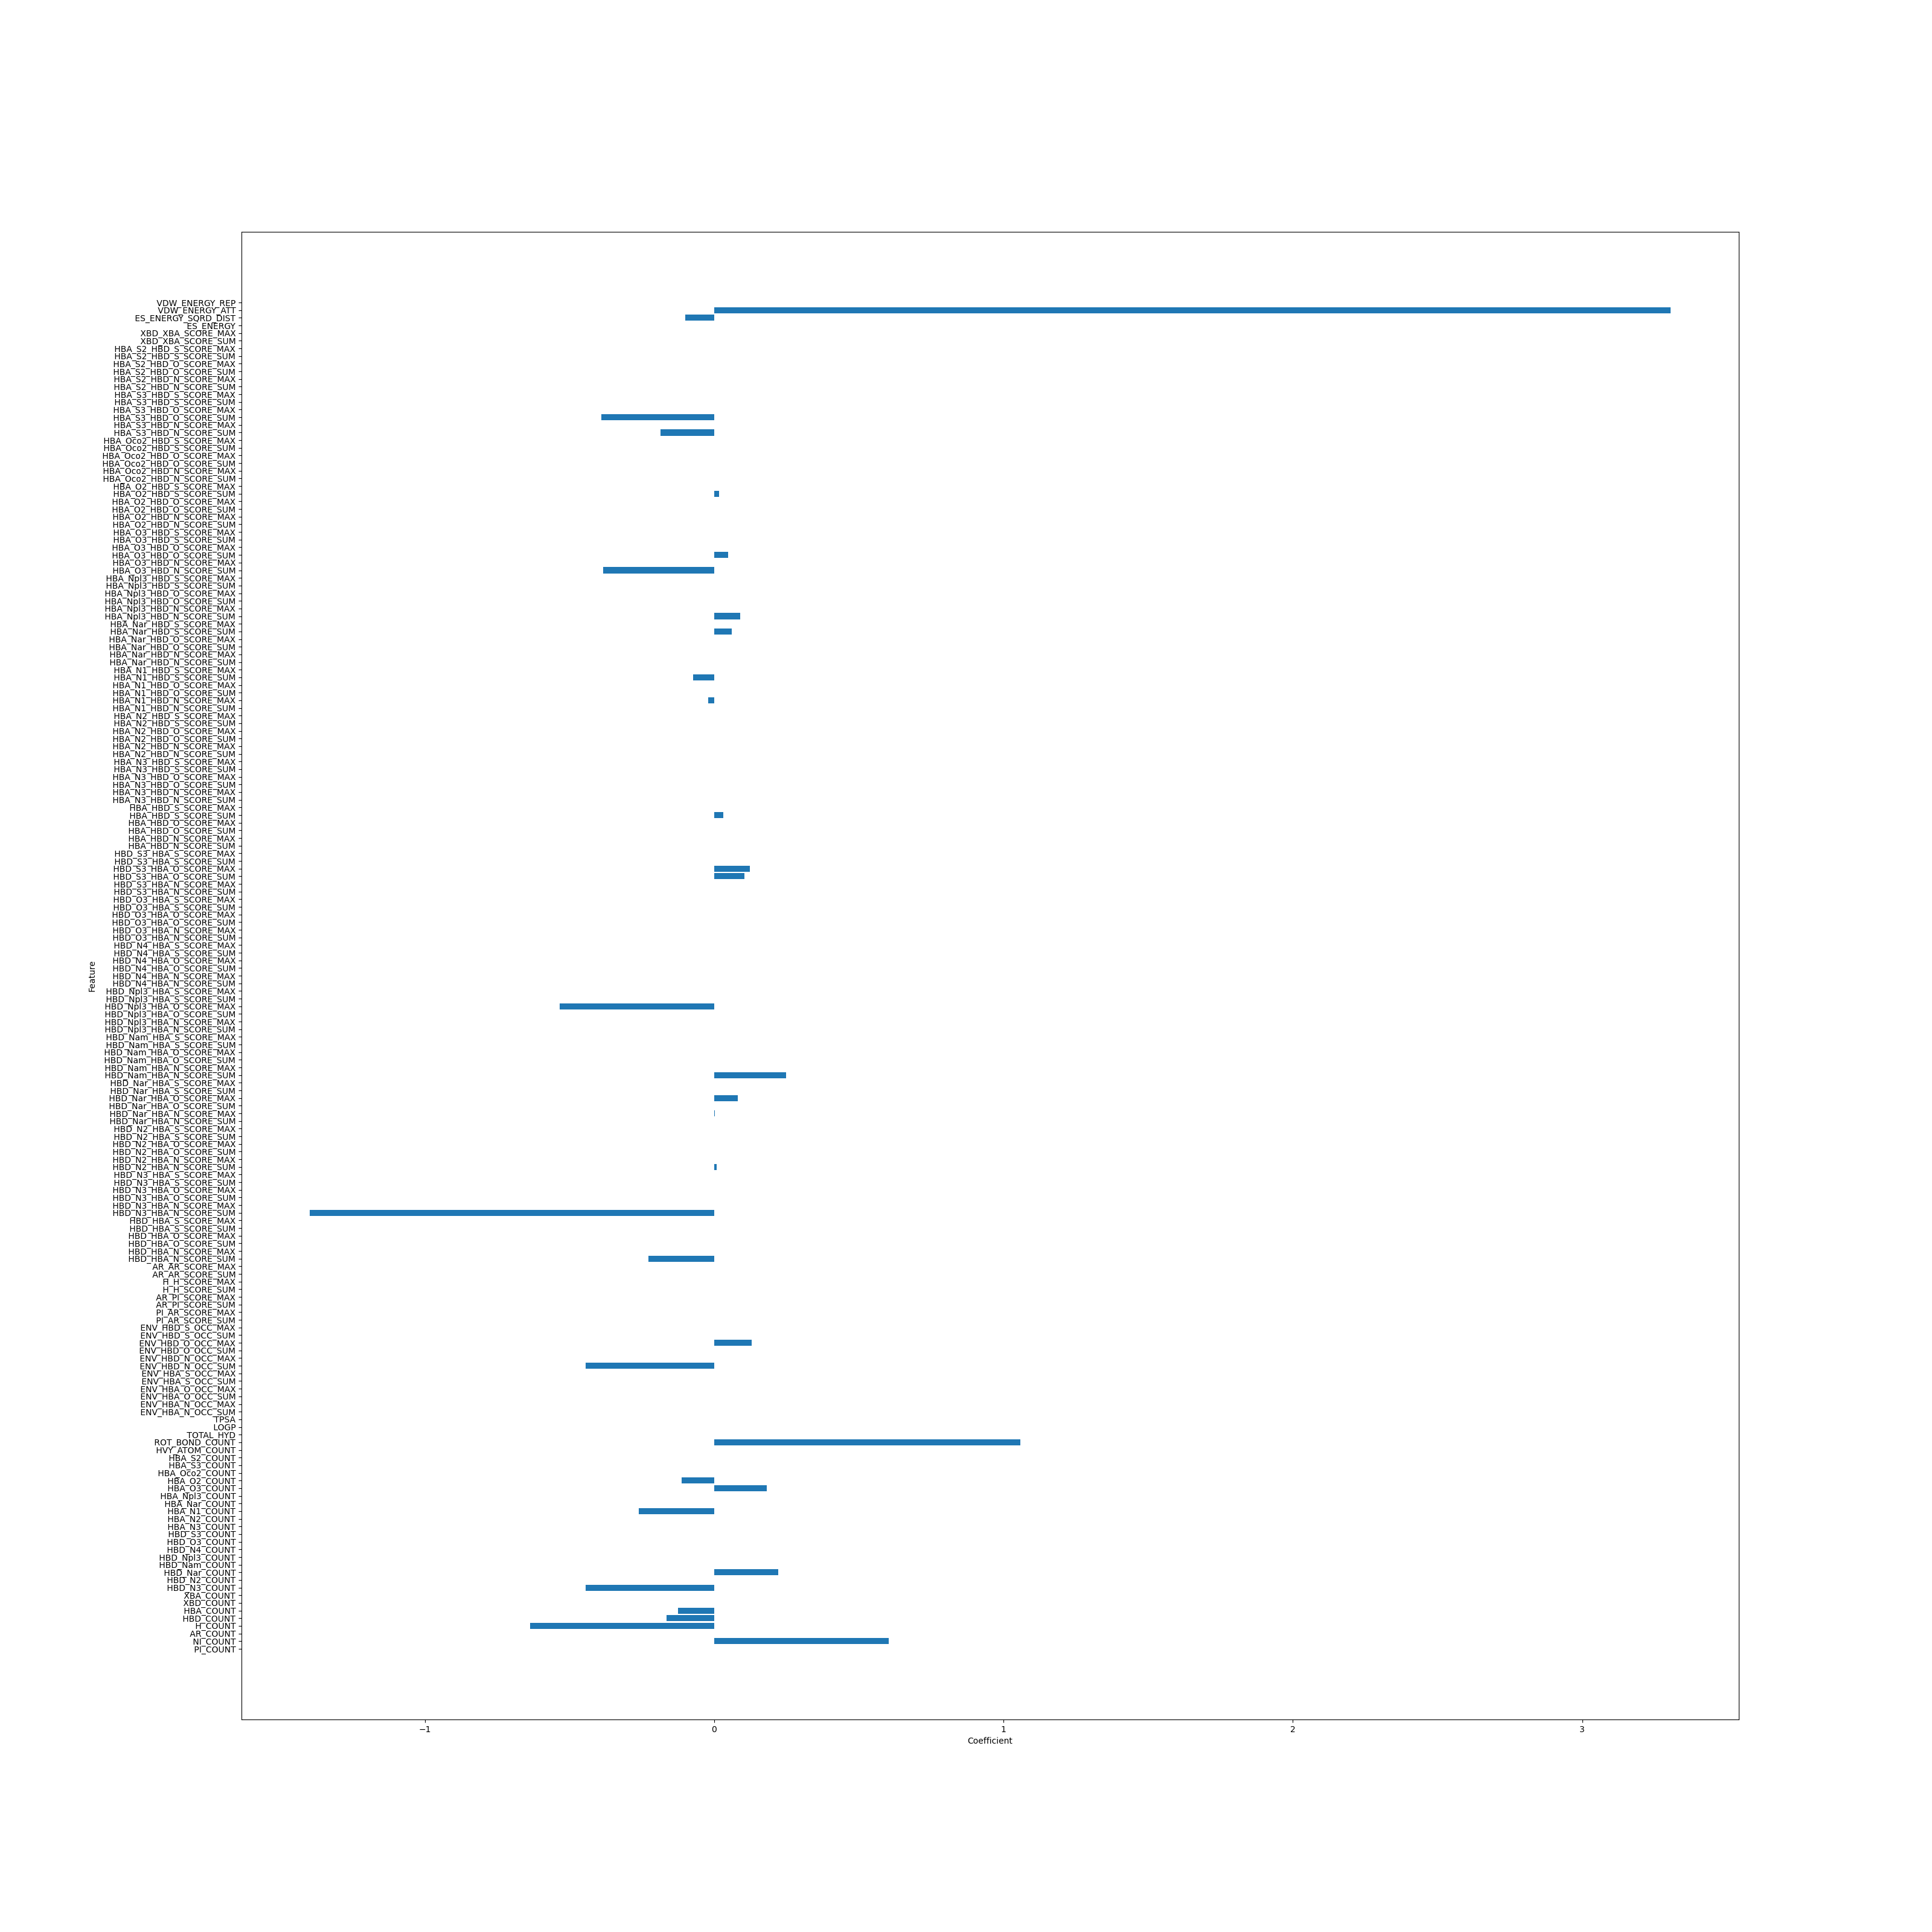 VDW_ENERGY_REP
VDW_ENERGY_ATT
ES_ENERGY_SQRD_DIST
ES_ENERGY
XBD_XBA_SCORE_MAX
XBD_XBA_SCORE_SUM
HBA_S2_HBD_S_SCORE_MAX
HBA_S2_HBD_S_SCORE_SUM
HBA_S2_HBD_O_SCORE_MAX
HBA_S2_HBD_O_SCORE_SUM
HBA_S2_HBD_N_SCORE_MAX
HBA_S2_HBD_N_SCORE_SUM
HBA_S3_HBD_S_SCORE_MAX
HBA_S3_HBD_S_SCORE_SUM
HBA_S3_HBD_O_SCORE_MAX
HBA_S3_HBD_O_SCORE_SUM
HBA_S3_HBD_N_SCORE_MAX
HBA_S3_HBD_N_SCORE_SUM
HBA_Oco2_HBD_S_SCORE_MAX
HBA_Oco2_HBD_S_SCORE_SUM
HBA_Oco2_HBD_O_SCORE_MAX
HBA_Oco2_HBD_O_SCORE_SUM
HBA_Oco2_HBD_N_SCORE_MAX
HBA_Oco2_HBD_N_SCORE_SUM
HBA_O2_HBD_S_SCORE_MAX
HBA_O2_HBD_S_SCORE_SUM
HBA_O2_HBD_O_SCORE_MAX
HBA_O2_HBD_O_SCORE_SUM
HBA_O2_HBD_N_SCORE_MAX
HBA_O2_HBD_N_SCORE_SUM
HBA_O3_HBD_S_SCORE_MAX
HBA_O3_HBD_S_SCORE_SUM
HBA_O3_HBD_O_SCORE_MAX
HBA_O3_HBD_O_SCORE_SUM
HBA_O3_HBD_N_SCORE_MAX
HBA_O3_HBD_N_SCORE_SUM
HBA_Npl3_HBD_S_SCORE_MAX
HBA_Npl3_HBD_S_SCORE_SUM
HBA_Npl3_HBD_O_SCORE_MAX
HBA_Npl3_HBD_O_SCORE_SUM
HBA_Npl3_HBD_N_SCORE_MAX
HBA_Npl3_HBD_N_SCORE_SUM
HBA_Nar_HBD_S_SCORE_MAX
HBA_Nar_HBD_S_SCORE_SUM
HBA_Nar_HBD_O_SCORE_MAX
HBA_Nar_HBD_O_SCORE_SUM
HBA_Nar_HBD_N_SCORE_MAX
HBA_Nar_HBD_N_SCORE_SUM
HBA_N1_HBD_S_SCORE_MAX
HBA_N1_HBD_S_SCORE_SUM
HBA_N1_HBD_O_SCORE_MAX
HBA_N1_HBD_O_SCORE_SUM
HBA_N1_HBD_N_SCORE_MAX
HBA_N1_HBD_N_SCORE_SUM
HBA_N2_HBD_S_SCORE_MAX
HBA_N2_HBD_S_SCORE_SUM
HBA_N2_HBD_O_SCORE_MAX
HBA_N2_HBD_O_SCORE_SUM
HBA_N2_HBD_N_SCORE_MAX
HBA_N2_HBD_N_SCORE_SUM
HBA_N3_HBD_S_SCORE_MAX
HBA_N3_HBD_S_SCORE_SUM
HBA_N3_HBD_O_SCORE_MAX
HBA_N3_HBD_O_SCORE_SUM
HBA_N3_HBD_N_SCORE_MAX
HBA_N3_HBD_N_SCORE_SUM
HBA_HBD_S_SCORE_MAX
HBA_HBD_S_SCORE_SUM
HBA_HBD_O_SCORE_MAX
HBA_HBD_O_SCORE_SUM
HBA_HBD_N_SCORE_MAX
HBA_HBD_N_SCORE_SUM
HBD_S3_HBA_S_SCORE_MAX
HBD_S3_HBA_S_SCORE_SUM
HBD_S3_HBA_O_SCORE_MAX
HBD_S3_HBA_O_SCORE_SUM
HBD_S3_HBA_N_SCORE_MAX
HBD_S3_HBA_N_SCORE_SUM
HBD_O3_HBA_S_SCORE_MAX
HBD_O3_HBA_S_SCORE_SUM
HBD_O3_HBA_O_SCORE_MAX
HBD_O3_HBA_O_SCORE_SUM
HBD_O3_HBA_N_SCORE_MAX
HBD_O3_HBA_N_SCORE_SUM
HBD_N4_HBA_S_SCORE_MAX
HBD_N4_HBA_S_SCORE_SUM
HBD_N4_HBA_O_SCORE_MAX
HBD_N4_HBA_O_SCORE_SUM
HBD_N4_HBA_N_SCORE_MAX
HBD_N4_HBA_N_SCORE_SUM
HBD_Npl3_HBA_S_SCORE_MAX
HBD_Npl3_HBA_S_SCORE_SUM
HBD_Npl3_HBA_O_SCORE_MAX
HBD_Npl3_HBA_O_SCORE_SUM
HBD_Npl3_HBA_N_SCORE_MAX
HBD_Npl3_HBA_N_SCORE_SUM
HBD_Nam_HBA_S_SCORE_MAX
HBD_Nam_HBA_S_SCORE_SUM
HBD_Nam_HBA_O_SCORE_MAX
HBD_Nam_HBA_O_SCORE_SUM
HBD_Nam_HBA_N_SCORE_MAX
HBD_Nam_HBA_N_SCORE_SUM
HBD_Nar_HBA_S_SCORE_MAX
HBD_Nar_HBA_S_SCORE_SUM
HBD_Nar_HBA_O_SCORE_MAX
HBD_Nar_HBA_O_SCORE_SUM
HBD_Nar_HBA_N_SCORE_MAX
HBD_Nar_HBA_N_SCORE_SUM
HBD_N2_HBA_S_SCORE_MAX
HBD_N2_HBA_S_SCORE_SUM
HBD_N2_HBA_O_SCORE_MAX
HBD_N2_HBA_O_SCORE_SUM
HBD_N2_HBA_N_SCORE_MAX
HBD_N2_HBA_N_SCORE_SUM
HBD_N3_HBA_S_SCORE_MAX
HBD_N3_HBA_S_SCORE_SUM
HBD_N3_HBA_O_SCORE_MAX
HBD_N3_HBA_O_SCORE_SUM
HBD_N3_HBA_N_SCORE_MAX
HBD_N3_HBA_N_SCORE_SUM
HBD_HBA_S_SCORE_MAX
HBD_HBA_S_SCORE_SUM
HBD_HBA_O_SCORE_MAX
HBD_HBA_O_SCORE_SUM
HBD_HBA_N_SCORE_MAX
HBD_HBA_N_SCORE_SUM
AR_AR_SCORE_MAX
AR_AR_SCORE_SUM
H_H_SCORE_MAX
H_H_SCORE_SUM
AR_PI_SCORE_MAX
AR_PI_SCORE_SUM
PI_AR_SCORE_MAX
PI_AR_SCORE_SUM
ENV_HBD_S_OCC_MAX
ENV_HBD_S_OCC_SUM
ENV_HBD_O_OCC_MAX
ENV_HBD_O_OCC_SUM
ENV_HBD_N_OCC_MAX
ENV_HBD_N_OCC_SUM
ENV_HBA_S_OCC_MAX
ENV_HBA_S_OCC_SUM
ENV_HBA_O_OCC_MAX
ENV_HBA_O_OCC_SUM
ENV_HBA_N_OCC_MAX
ENV_HBA_N_OCC_SUM
TPSA
LOGP
TOTAL_HYD
ROT_BOND_COUNT
HVY_ATOM_COUNT
HBA_S2_COUNT
HBA_S3_COUNT
HBA_Oco2_COUNT
HBA_O2_COUNT
HBA_O3_COUNT
HBA_Npl3_COUNT
HBA_Nar_COUNT
HBA_N1_COUNT
HBA_N2_COUNT
HBA_N3_COUNT
HBD_S3_COUNT
HBD_O3_COUNT
HBD_N4_COUNT
HBD_Npl3_COUNT
HBD_Nam_COUNT
HBD_Nar_COUNT
HBD_N2_COUNT
HBD_N3_COUNT
XBA_COUNT
XBD_COUNT
HBA_COUNT
HBD_COUNT
H_COUNT
AR_COUNT
NI_COUNT
PI_COUNT
Feature
−1 0 1 2 3
Coefficient